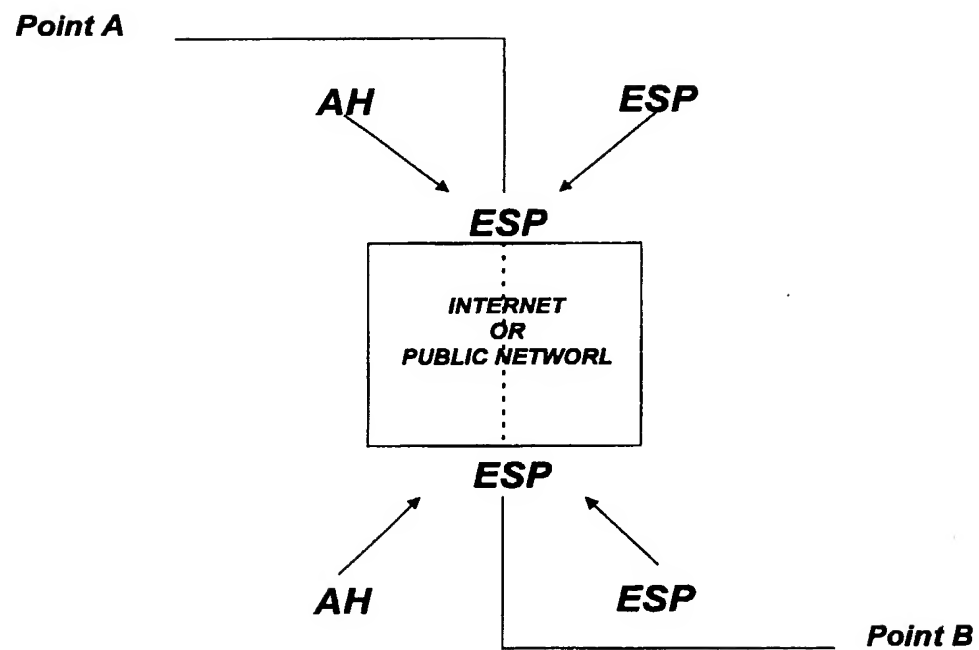 Point A
AH
ESP
ESP
INTERNET
OR
PUBLIC NETWORL
ESP
AH
ESP
Point B